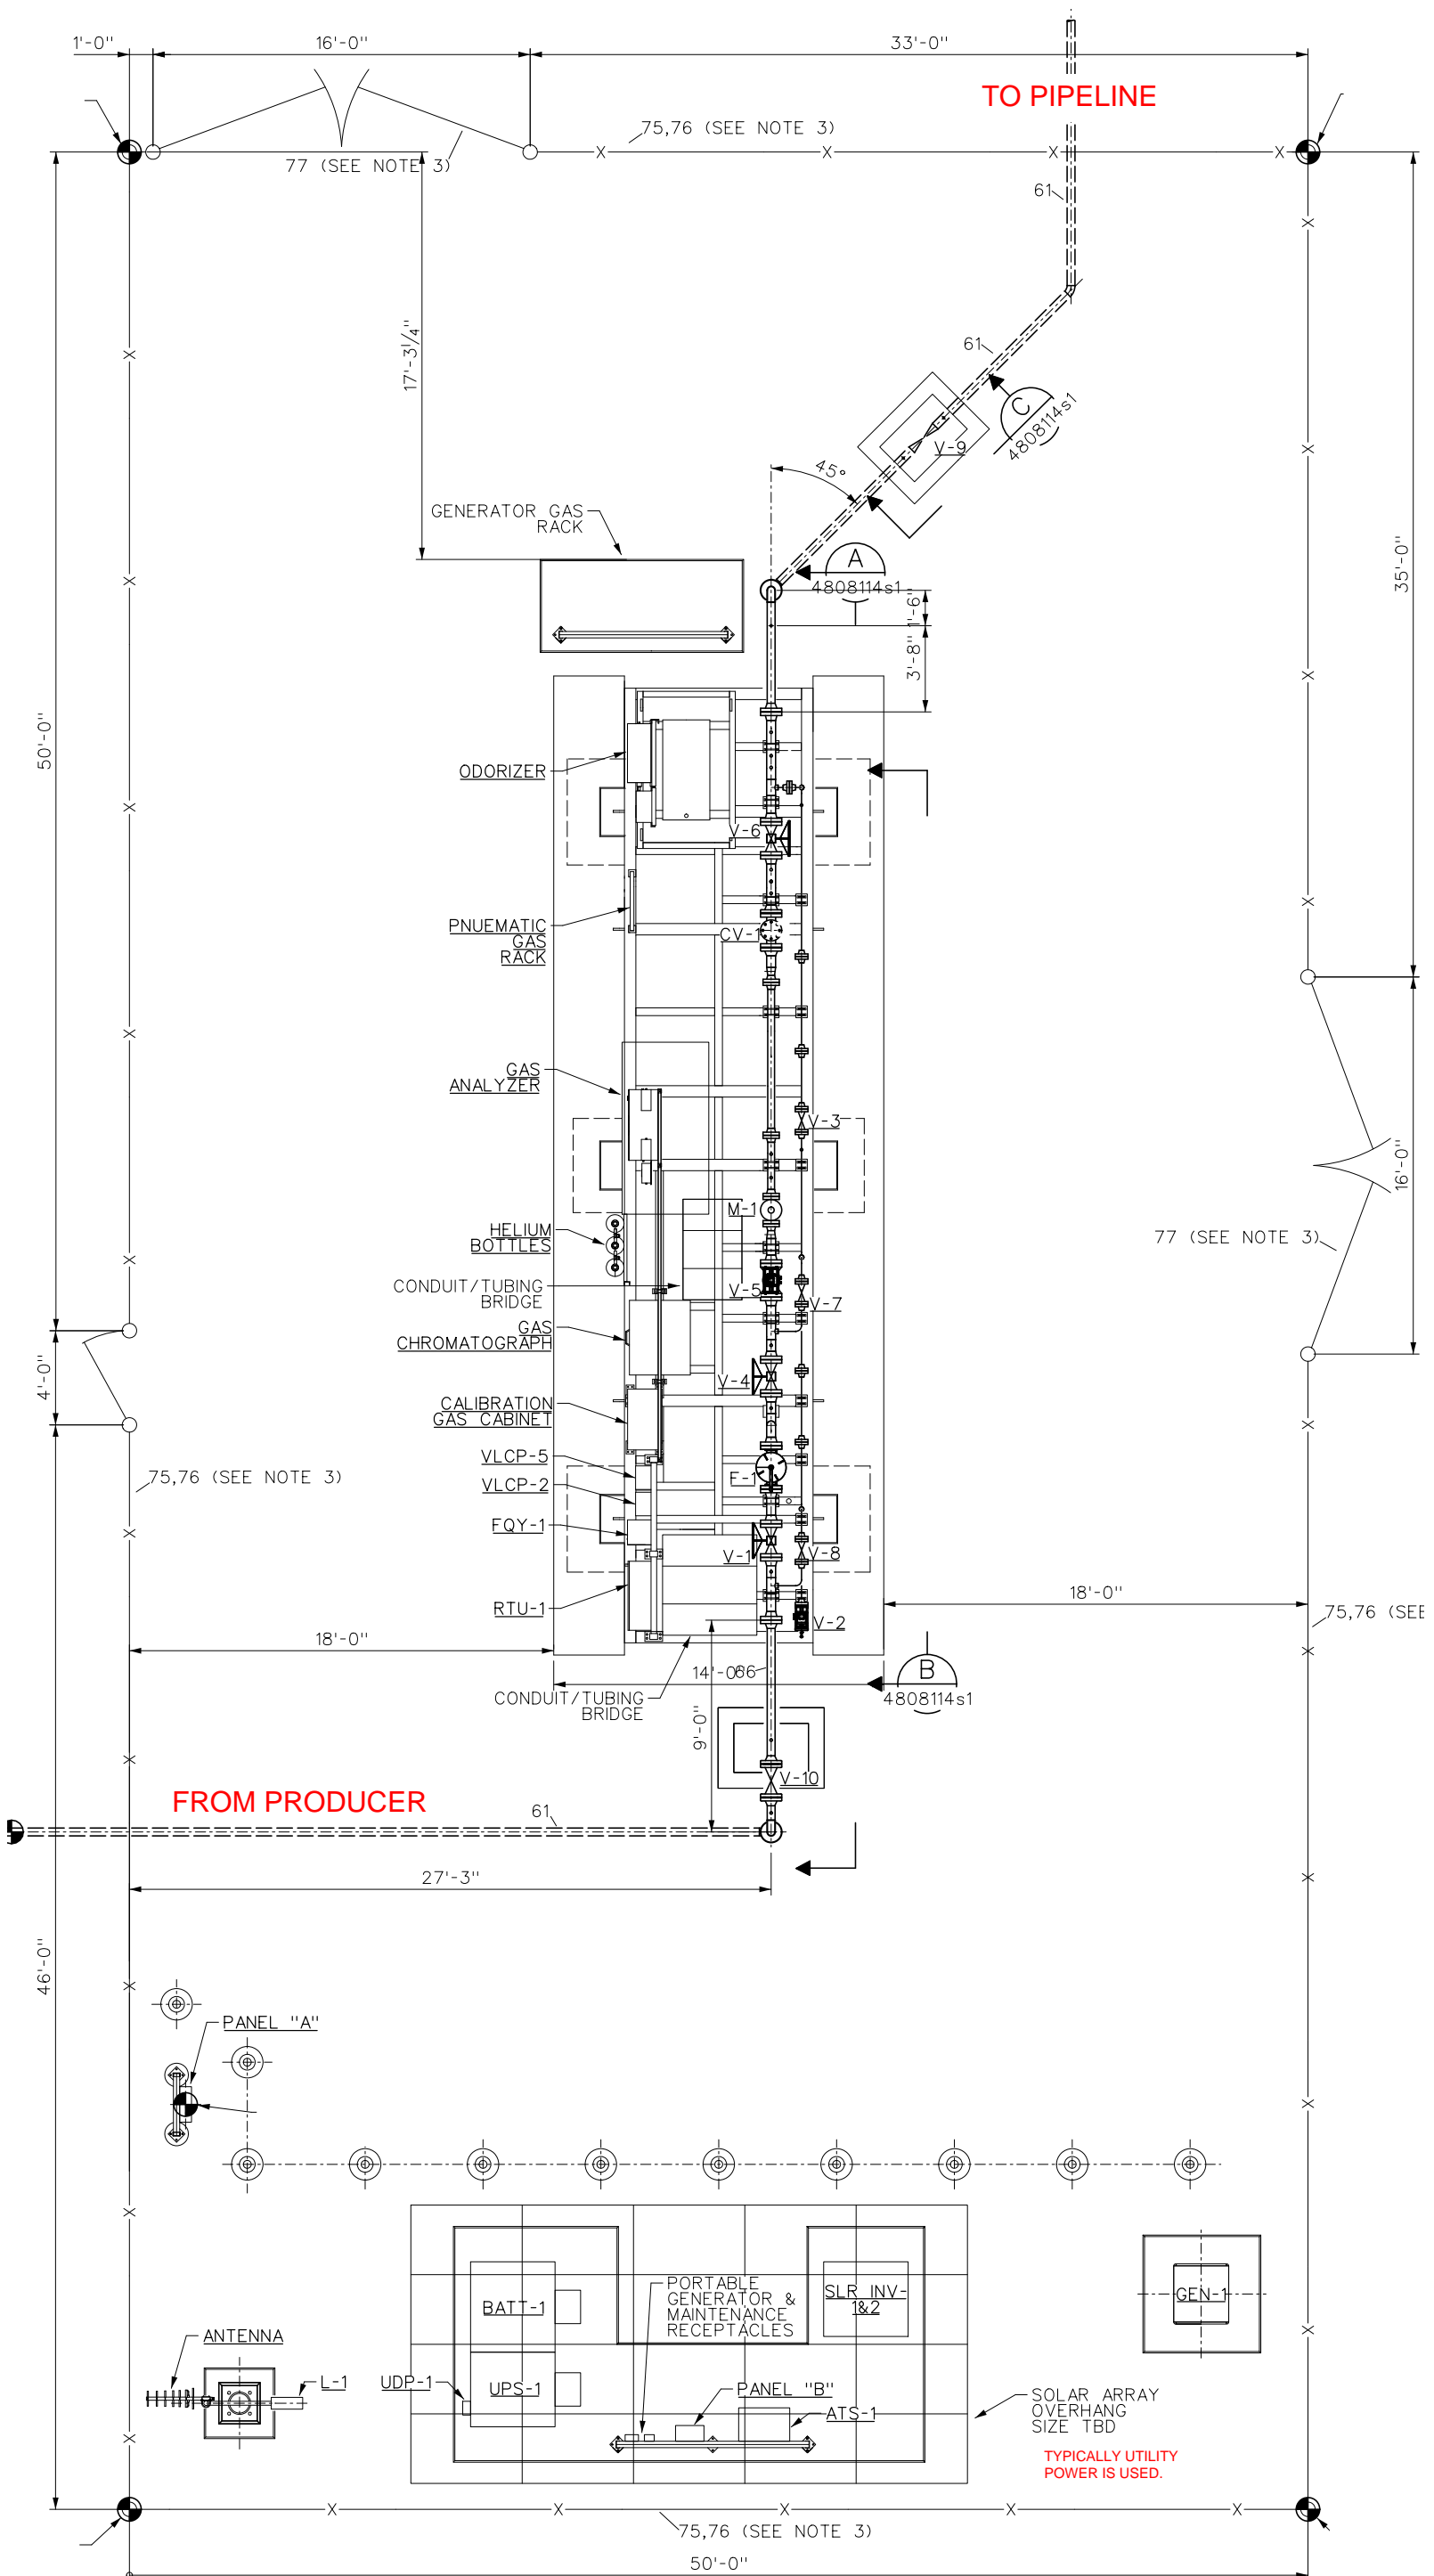 1'-0"
16'-0"
33'-0"
TO PIPELINE
75,76 (SEE NOTE 3)
77 (SEE NOTE 3)
61
17'-3 1/4"
61
C
4808114s1
V-9
45°
GENERATOR GAS
RACK
A
4808114s1
1'-6"
3'-8"
35'-0"
50'-0"
ODORIZER
V-6
PNUEMATIC
GAS
RACK
CV-1
GAS
ANALYZER
V-3
16'-0"
M-1
HELIUM
BOTTLES
77 (SEE NOTE 3)
CONDUIT/TUBING
BRIDGE
V-5
V-7
GAS
CHROMATOGRAPH
4'-0"
V-4
CALIBRATION
GAS CABINET
VLCP-5
75,76 (SEE NOTE 3)
VLCP-2
F-1
FQY-1
V-1
V-8
RTU-1
18'-0"
V-2
75,76 (SEE
18'-0"
14'-0"
66
B
4808114s1
CONDUIT/TUBING
BRIDGE
9'-0"
V-10
FROM PRODUCER
61
27'-3"
46'-0"
PANEL "A"
PORTABLE
GENERATOR &
MAINTENANCE
RECEPTACLES
SLR INV-
1&2
GEN-1
BATT-1
ANTENNA
L-1
UDP-1
UPS-1
PANEL "B"
ATS-1
SOLAR ARRAY
OVERHANG
SIZE TBD
TYPICALLY UTILITY
POWER IS USED.
75,76 (SEE NOTE 3)
50'-0"